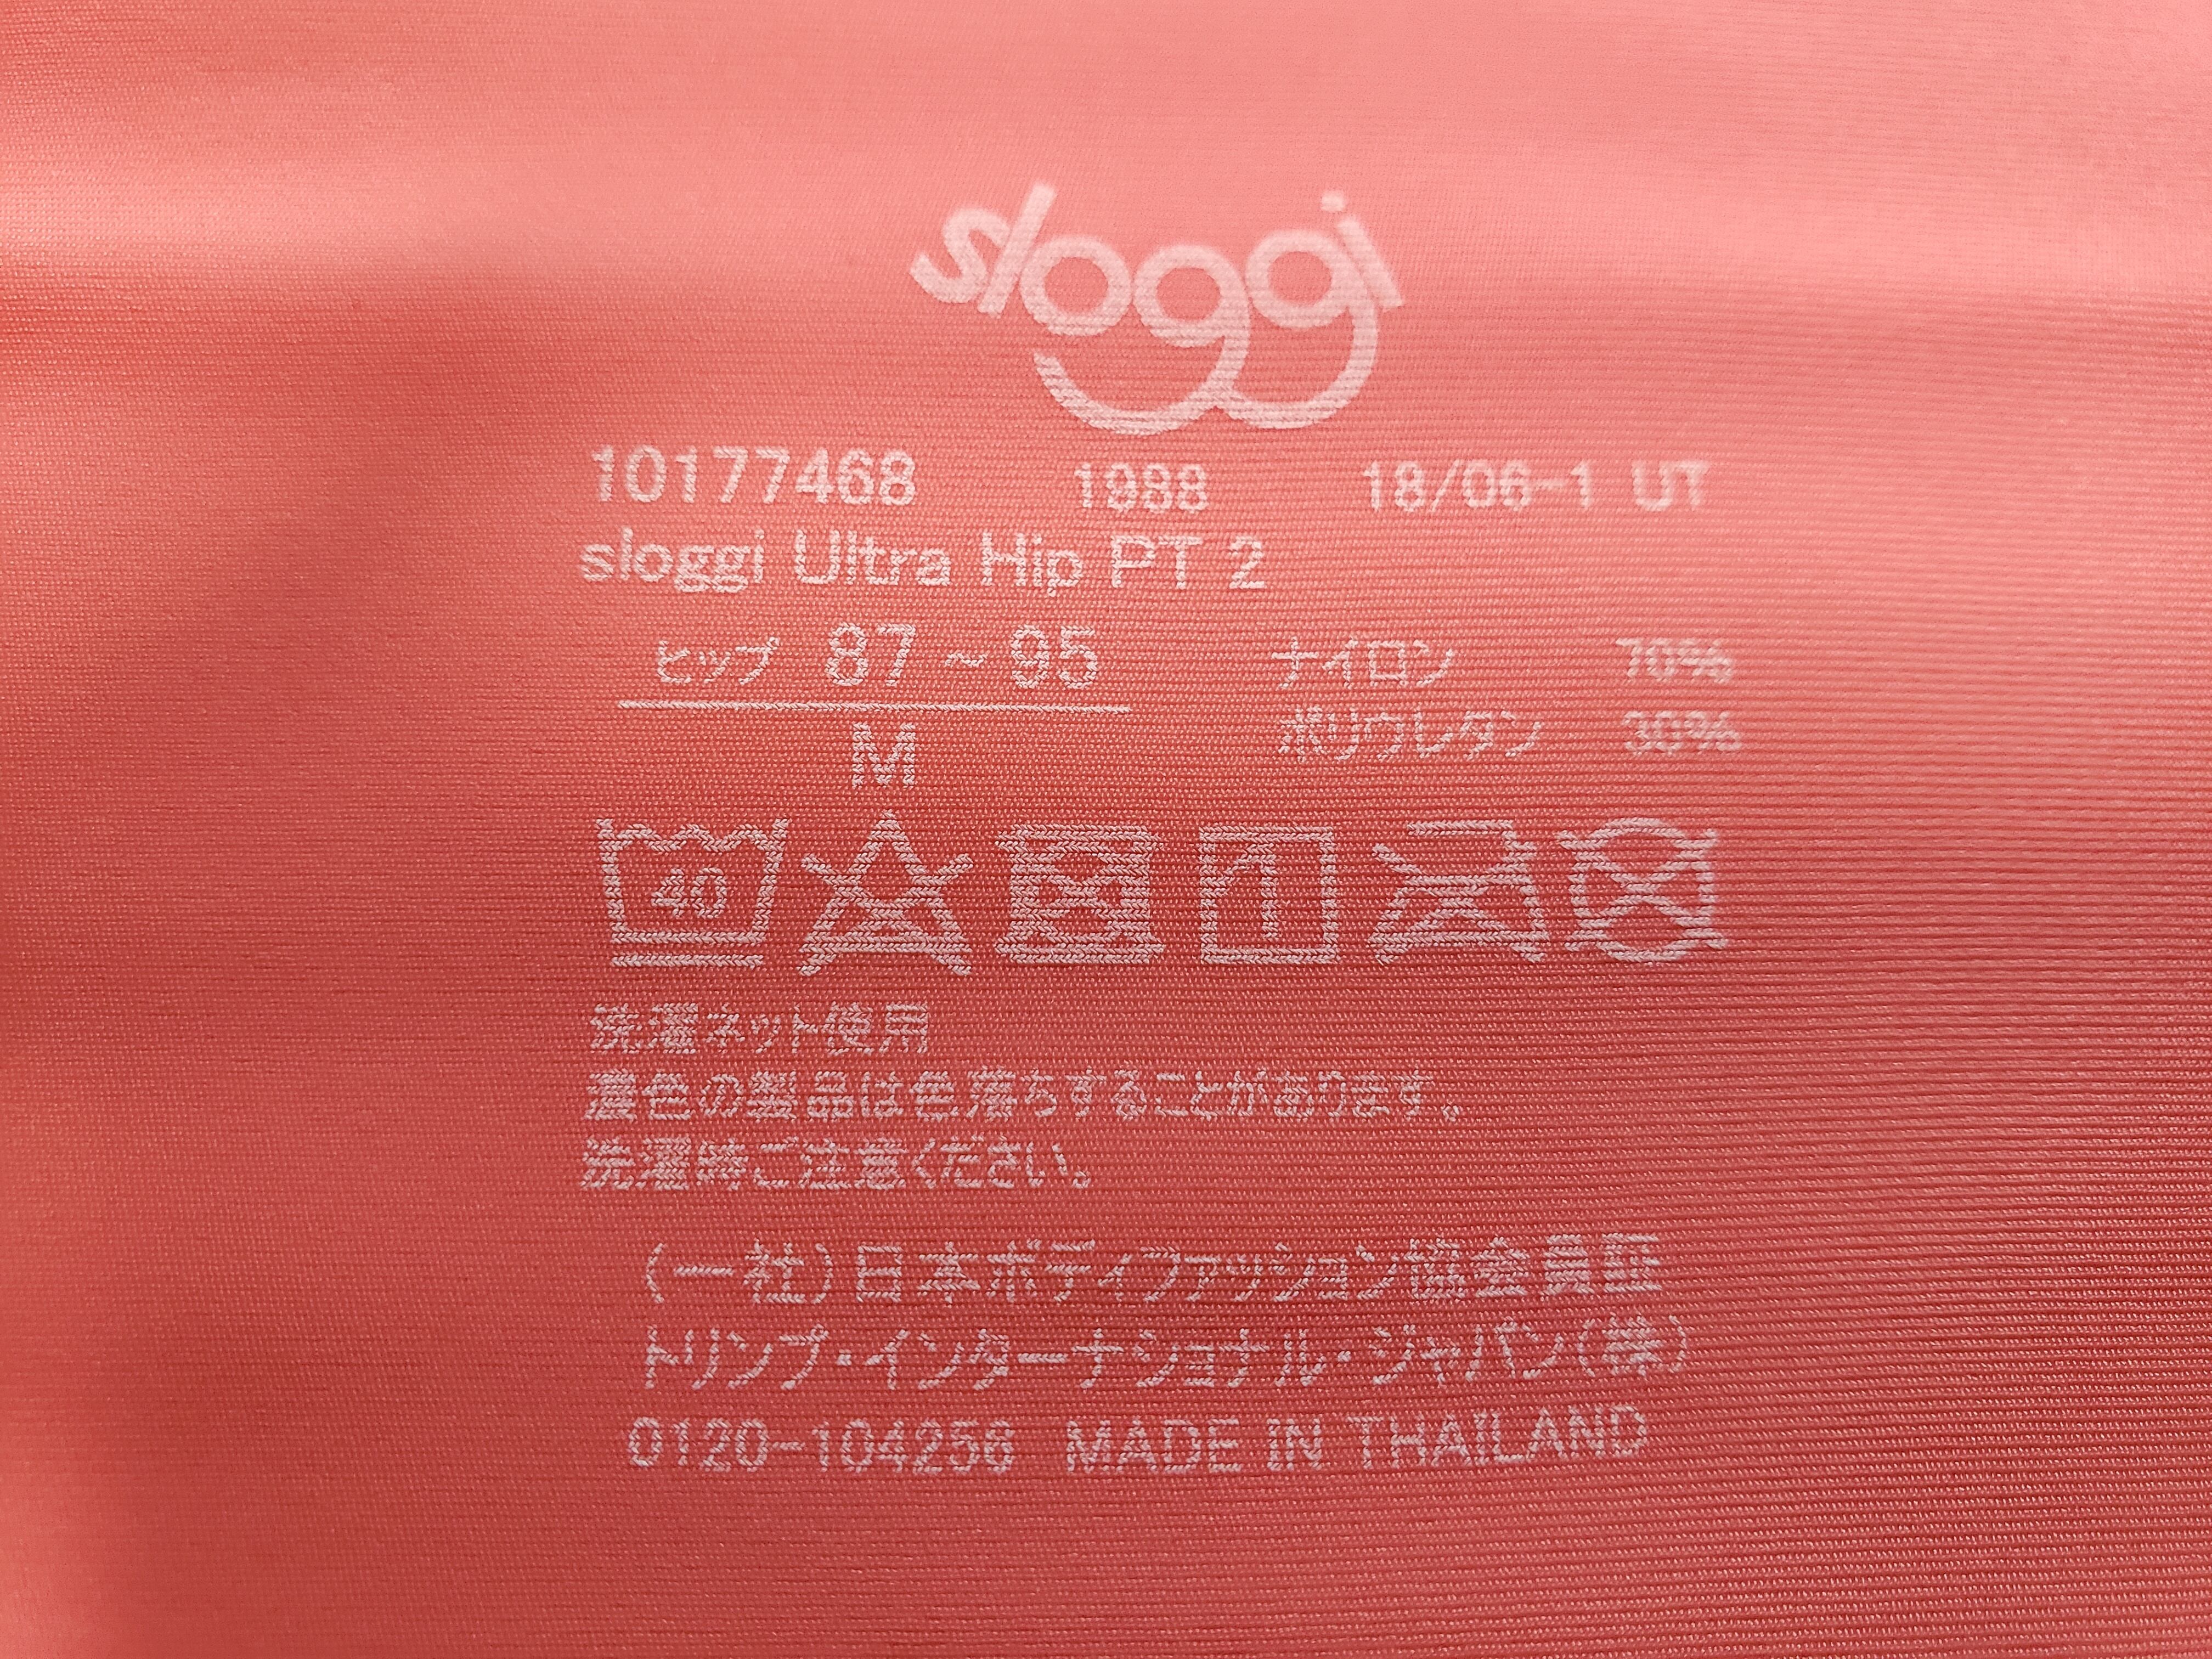 sloggi
10177468 1988 18/06-1 UT
sloggi Ultra Hip PT 2
ヒップ 87~95 ナイロン 70%
M ポリウレタン 30%
40
洗濯ネット使用
濃色の製品は色落ちすることがあります。
洗濯時ご注意ください。
(一社)日本ボディファッション協会員証
トリンプ・インターナショナル・ジャパン(株)
0120-104256 MADE IN THAILAND